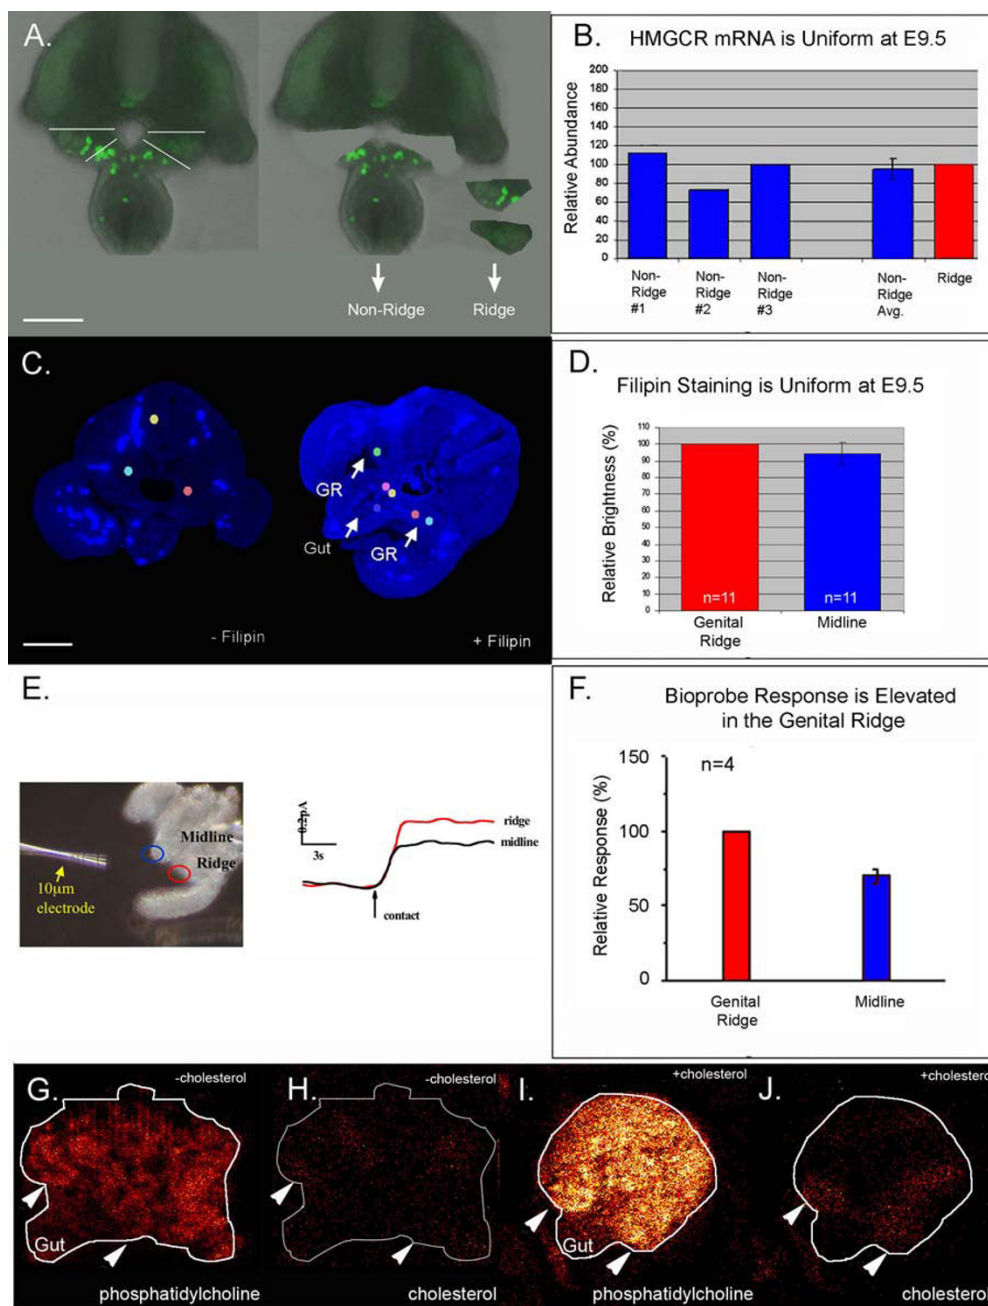 A.
Non-Ridge
Ridge
B.
HMGCR mRNA is Uniform at E9.5
Relative Abundance
200
180
160
140
120
100
80
60
40
20
0
Non-
Ridge
#1
Non-
Ridge
#2
Non-
Ridge
#3
Non-
Ridge
Avg.
Ridge
C.
GR
Gut
GR
- Filipin
+ Filipin
D.
Filipin Staining is Uniform at E9.5
Relative Brightness (%)
110
100
90
80
70
60
50
40
30
20
10
0
n=11
n=11
Genital
Ridge
Midline
E.
Midline
Ridge
10µm
electrode
0.2pA
3s
ridge
midline
contact
F.
Bioprobe Response is Elevated
in the Genital Ridge
Relative Response (%)
150
100
50
0
n=4
Genital
Ridge
Midline
G.
-cholesterol
Gut
phosphatidylcholine
H.
-cholesterol
cholesterol
I.
+cholesterol
Gut
phosphatidylcholine
J.
+cholesterol
cholesterol